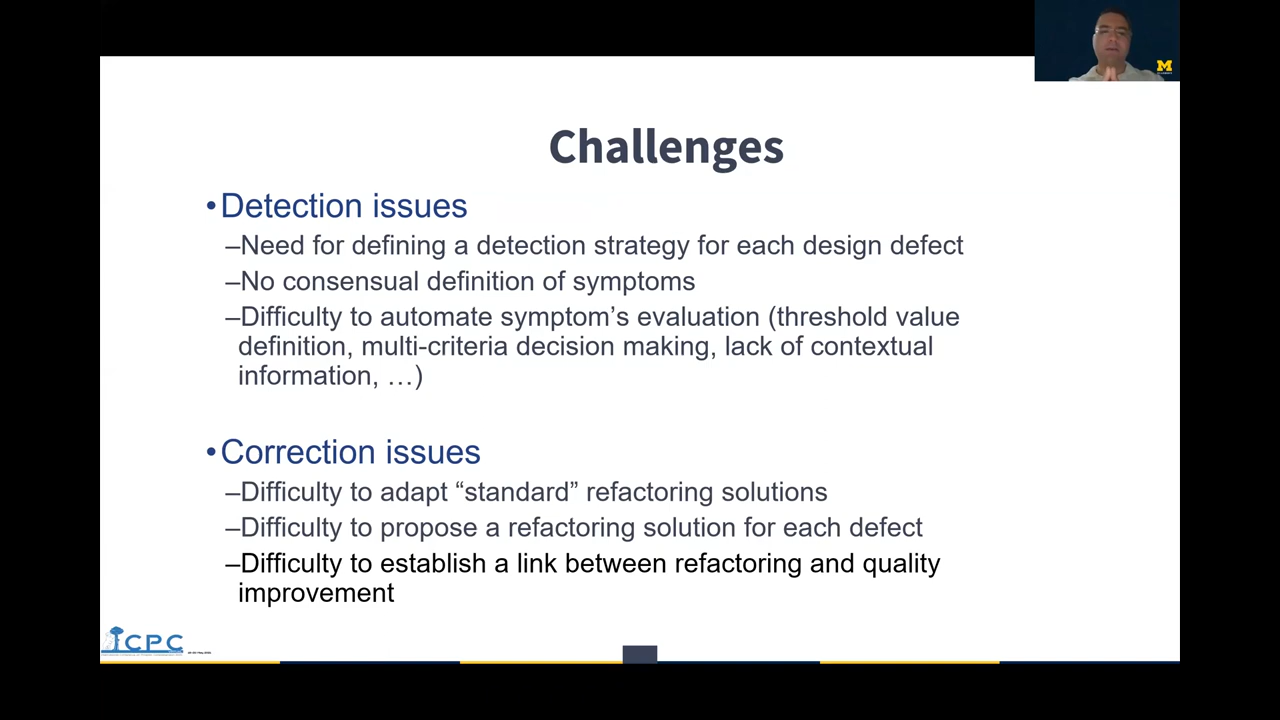 M
Challenges
•Detection issues
–Need for defining a detection strategy for each design defect
–No consensual definition of symptoms
–Difficulty to automate symptom’s evaluation (threshold value
definition, multi-criteria decision making, lack of contextual
information, …)
•Correction issues
–Difficulty to adapt “standard” refactoring solutions
–Difficulty to propose a refactoring solution for each defect
–Difficulty to establish a link between refactoring and quality
improvement
ICPC